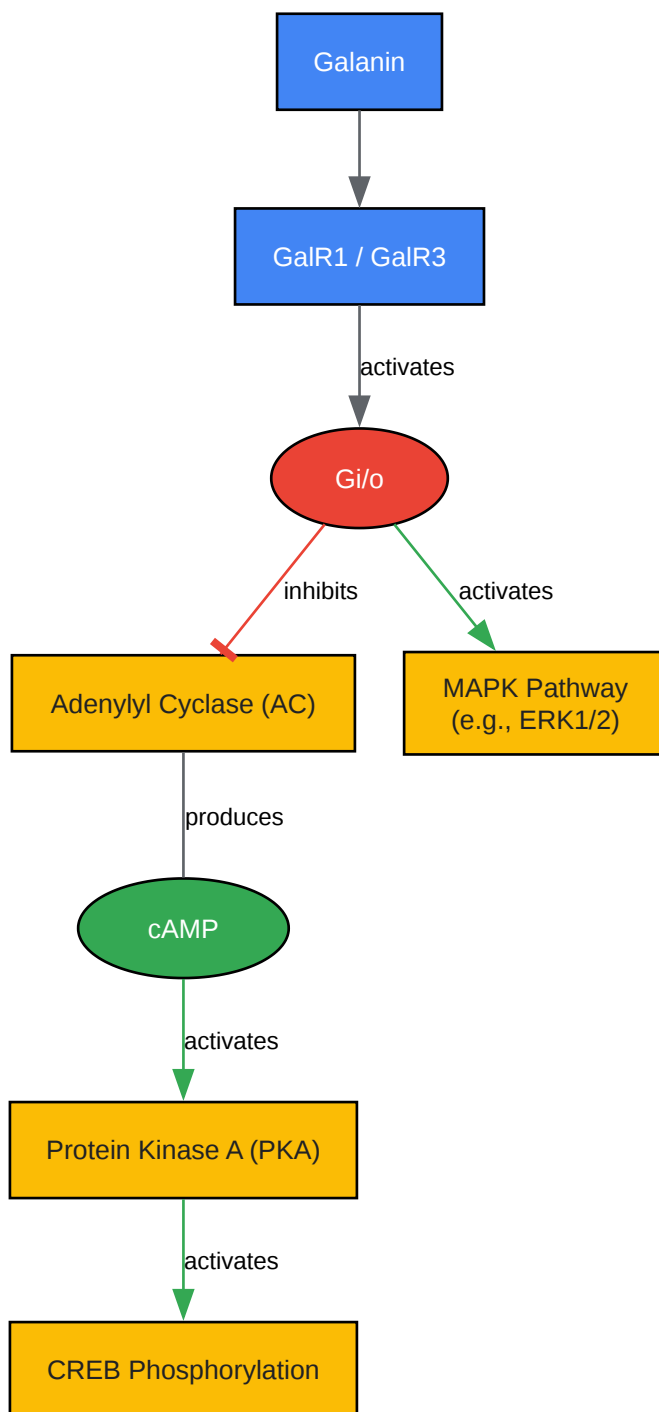 Galanin
GalR1 / GalR3
activates
Gi/o
inhibits
activates
Adenylyl Cyclase (AC)
MAPK Pathway
(e.g., ERK1/2)
produces
cAMP
activates
Protein Kinase A (PKA)
activates
CREB Phosphorylation